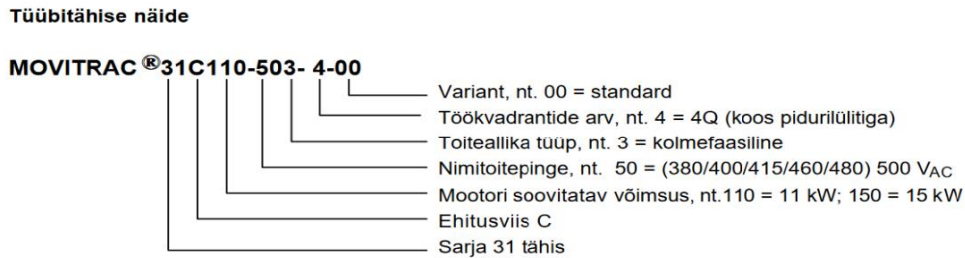 Tüübitähise näide
MOVITRAC ®31C110-503- 4-00
Variant, nt. 00 = standard
Töökvadrantide arv, nt. 4 = 4Q (koos pidurilülitiga)
Toiteallika tüüp, nt. 3 = kolmefaasiline
Nimitoitepinge, nt. 50 = (380/400/415/460/480) 500 VAC
Mootori soovitatav võimsus, nt.110 = 11 kW; 150 = 15 kW
Ehitusviis C
Sarja 31 tähis